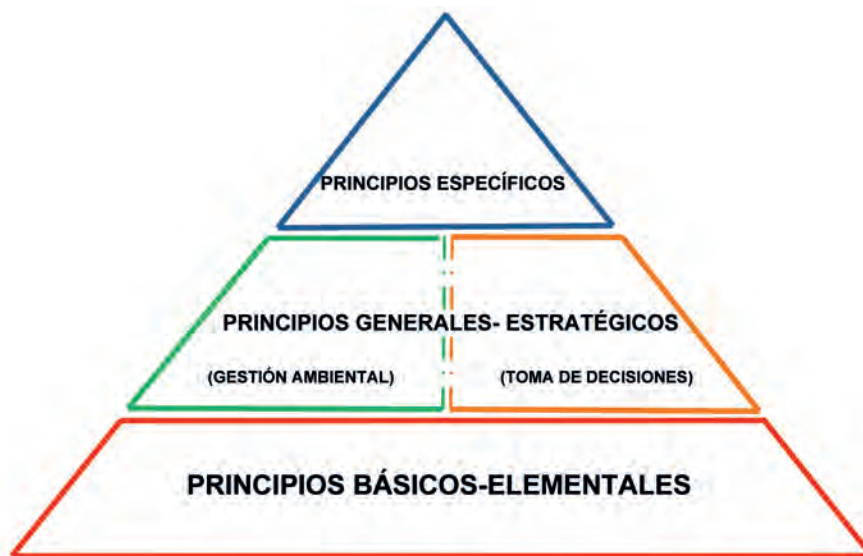 PRINCIPIOS ESPECÍFICOS
PRINCIPIOS GENERALES- ESTRATÉGICOS
(GESTIÓN AMBIENTAL) (TOMA DE DECISIONES)
PRINCIPIOS BÁSICOS-ELEMENTALES